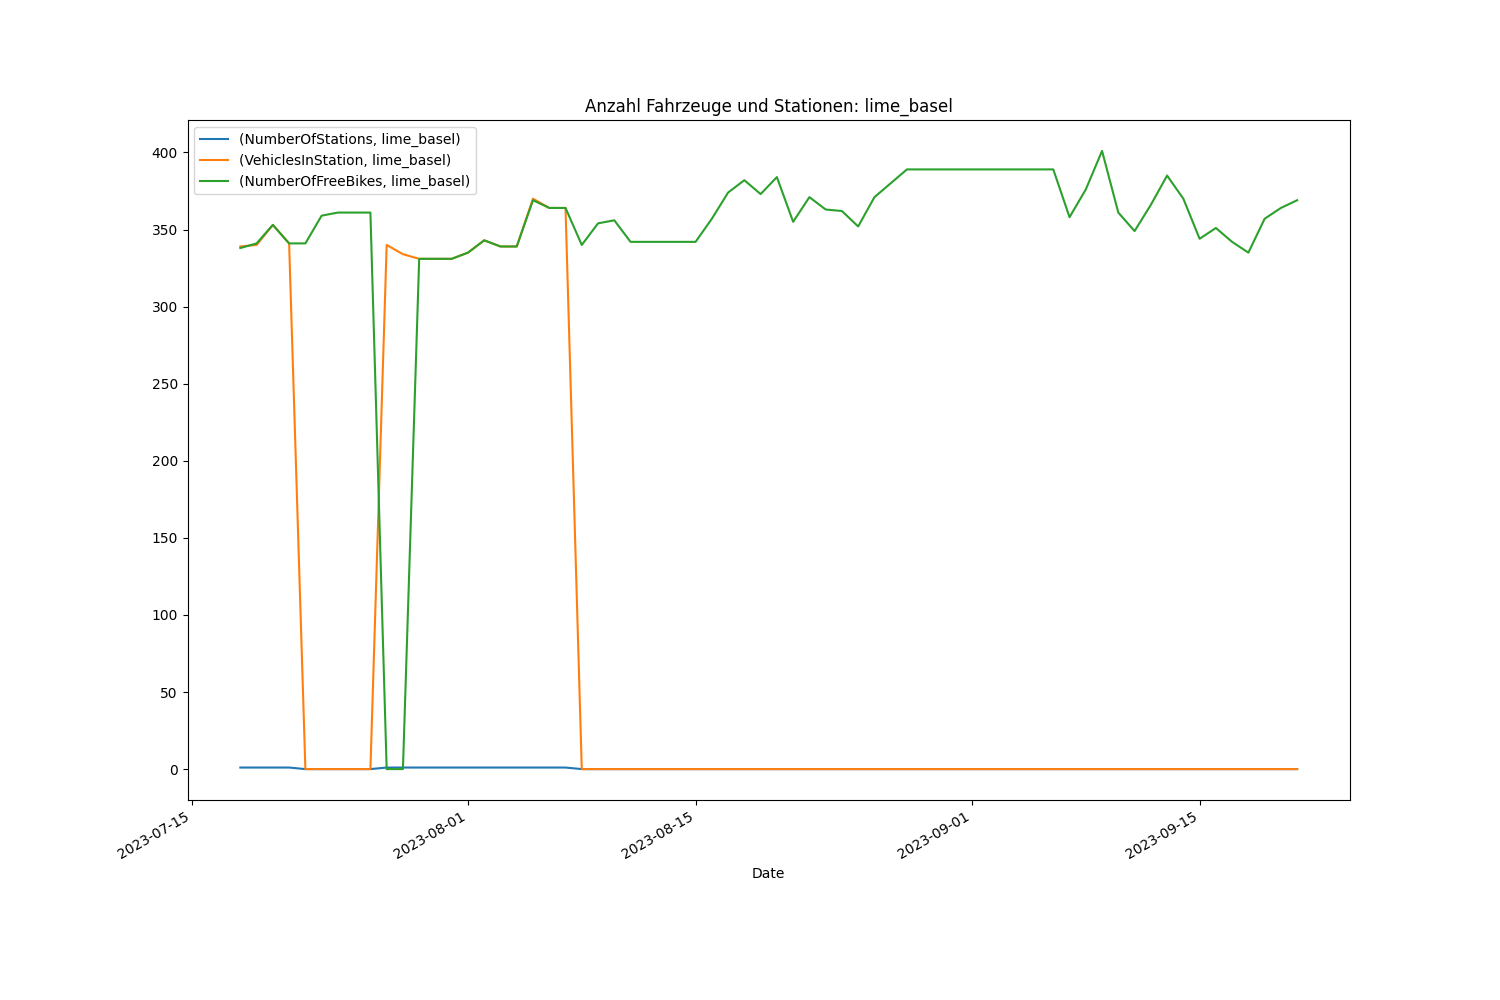 Anzahl Fahrzeuge und Stationen: lime_basel
(NumberOfStations, lime_basel)
(VehiclesInStation, lime_basel)
(NumberOfFreeBikes, lime_basel)
400
350
300
250
200
150
100
50
0
2023-07-15
2023-08-01
2023-08-15
2023-09-01
2023-09-15
Date